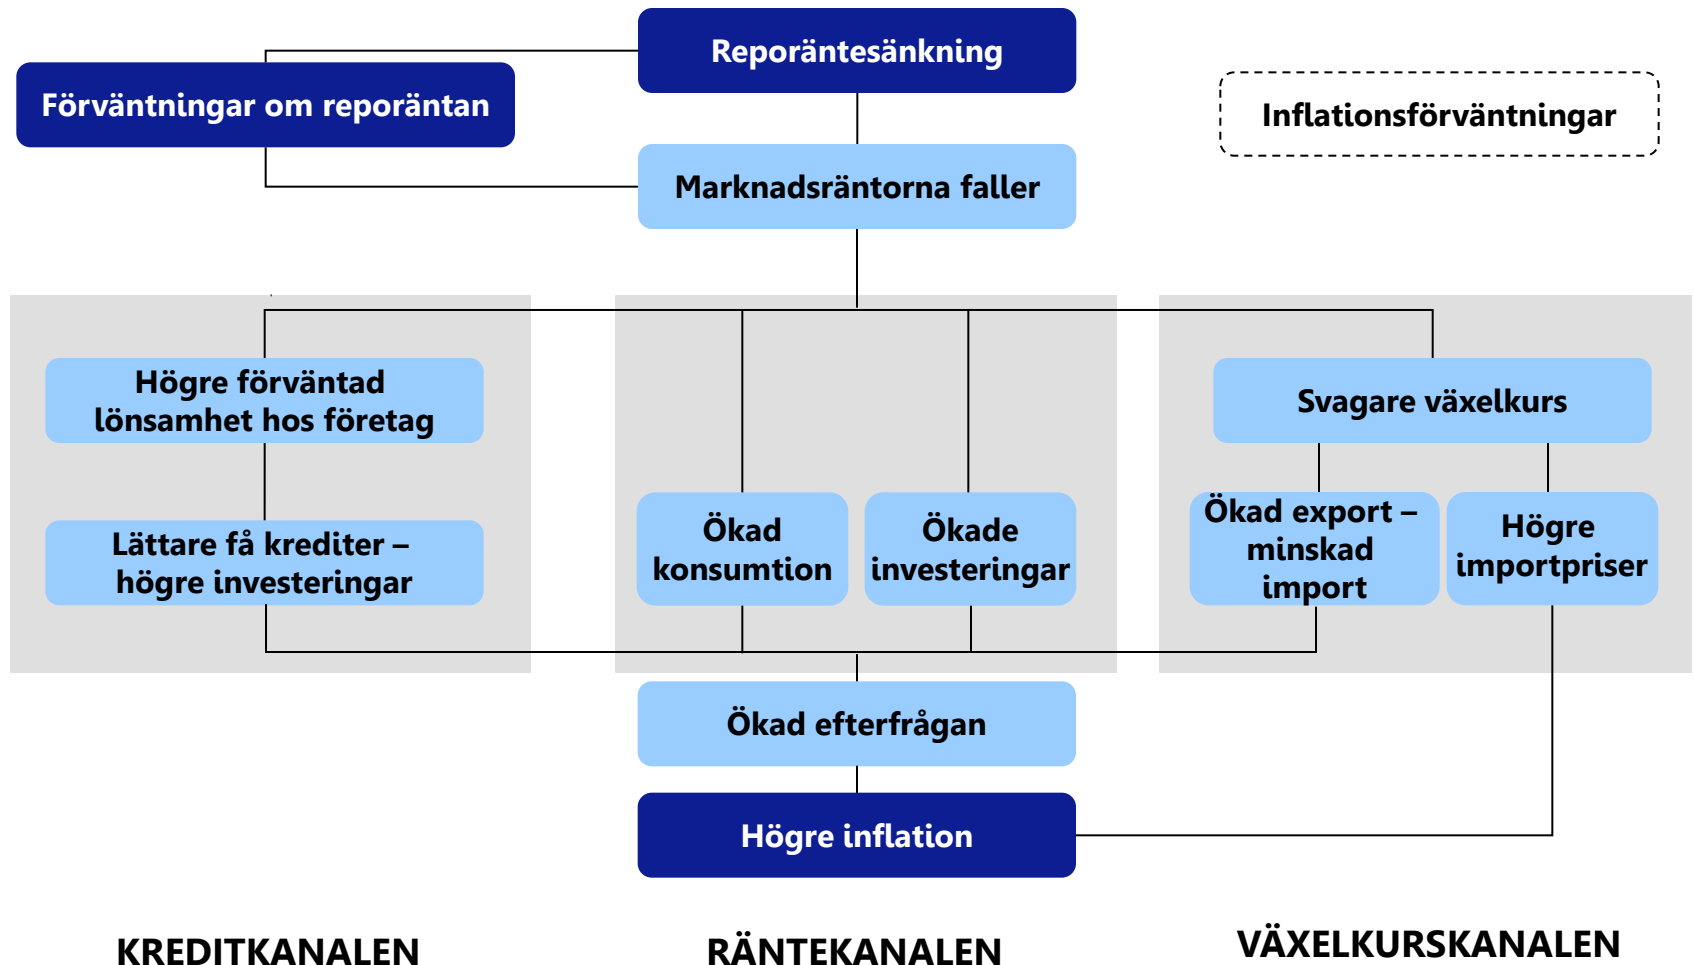 Reporäntesänkning
Förväntningar om reporäntan
Inflationsförväntningar
Marknadsräntorna faller
Högre förväntad
lönsamhet hos företag
Svagare växelkurs
Lättare få krediter –
högre investeringar
Ökad
konsumtion
Ökade
investeringar
Ökad export –
minskad
import
Högre
importpriser
Ökad efterfrågan
Högre inflation
KREDITKANALEN
RÄNTEKANALEN
VÄXELKURSKANALEN